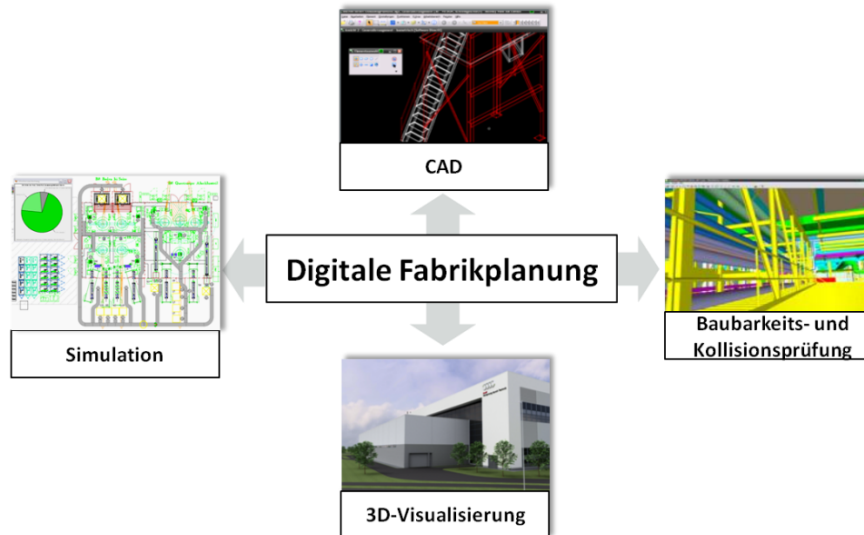 CAD
Digitale Fabrikplanung
Simulation
Baubarkeits- und
Kollisionsprüfung
3D-Visualisierung